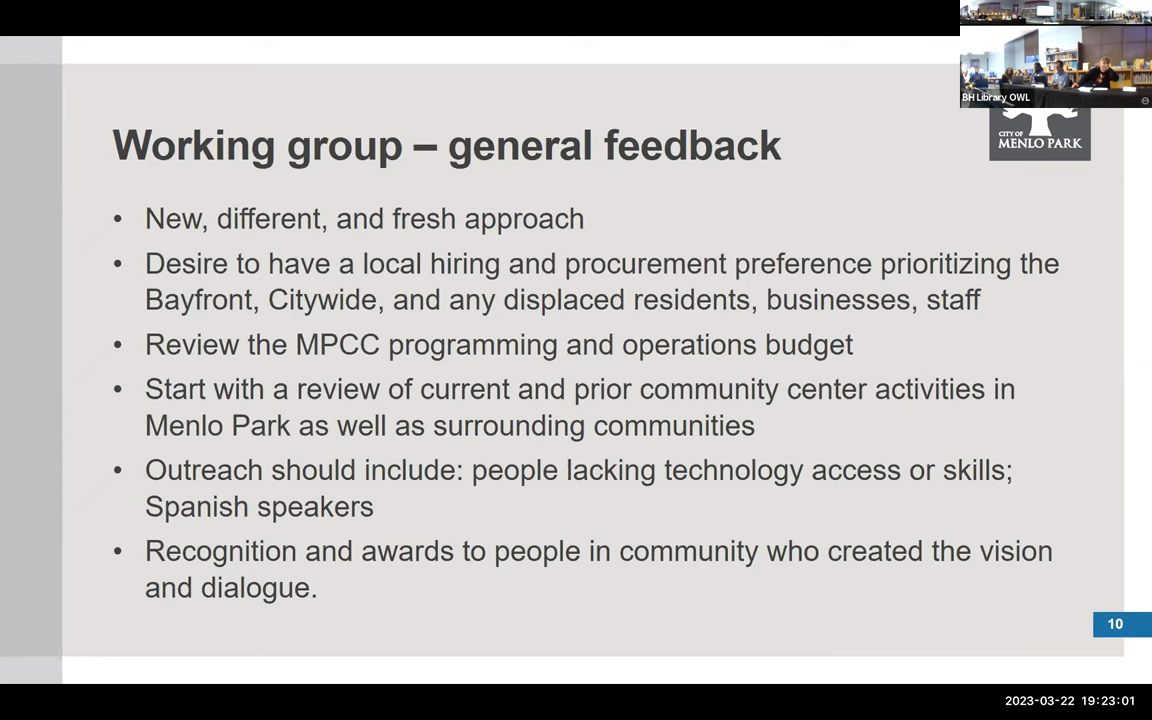 BH Library OWL
CITY OF
MENLO PARK
Working group – general feedback
• New, different, and fresh approach
• Desire to have a local hiring and procurement preference prioritizing the
Bayfront, Citywide, and any displaced residents, businesses, staff
• Review the MPCC programming and operations budget
• Start with a review of current and prior community center activities in
Menlo Park as well as surrounding communities
• Outreach should include: people lacking technology access or skills;
Spanish speakers
• Recognition and awards to people in community who created the vision
and dialogue.
10
2023-03-22 19:23:01